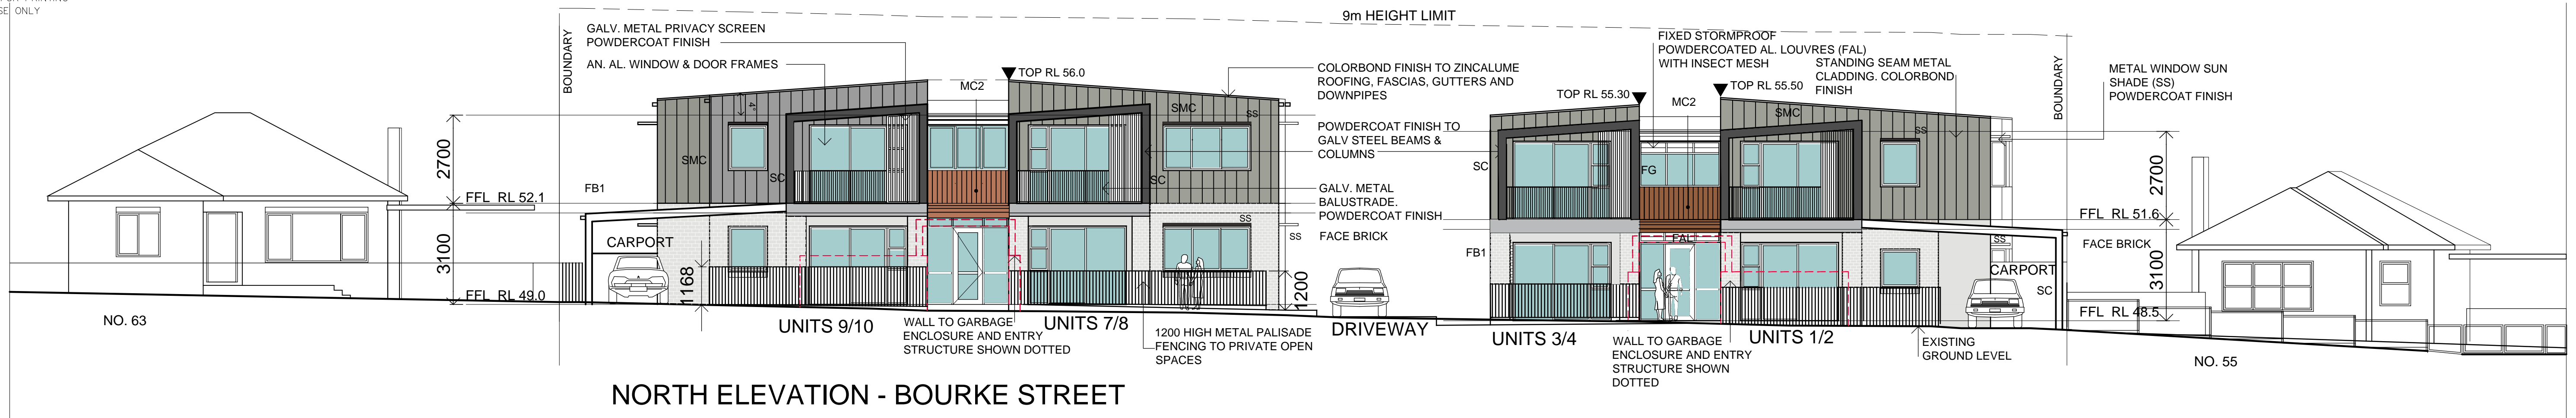 SE ONLY
9m HEIGHT LIMIT
BOUNDARY
GALV. METAL PRIVACY SCREEN
POWDERCOAT FINISH
AN. AL. WINDOW & DOOR FRAMES
TOP RL 56.0
MC2
COLORBOND FINISH TO ZINCALUME
ROOFING, FASCIAS, GUTTERS AND
DOWNPIPES
POWDERCOAT FINISH TO
GALV STEEL BEAMS &
COLUMNS
GALV. METAL
BALUSTRADE.
POWDERCOAT FINISH
FACE BRICK
SS
FIXED STORMPROOF
POWDERCOATED AL. LOUVRES (FAL)
WITH INSECT MESH
STANDING SEAM METAL
CLADDING. COLORBOND
FINISH
TOP RL 55.30
MC2
TOP RL 55.50
BOUNDARY
METAL WINDOW SUN
SHADE (SS)
POWDERCOAT FINISH
4°
SMC
SS
SMC
SC
SC
SS
FB1
2700
FFL RL 52.1
3100
FFL RL 49.0
CARPORT
1168
1200
SMC
SS
SC
FG
FAL
FB1
2700
FFL RL 51.6
3100
FFL RL 48.5
SS
FACE BRICK
CARPORT
SC
NO. 63
UNITS 9/10
WALL TO GARBAGE
ENCLOSURE AND ENTRY
STRUCTURE SHOWN DOTTED
UNITS 7/8
1200 HIGH METAL PALISADE
FENCING TO PRIVATE OPEN
SPACES
DRIVEWAY
UNITS 3/4
WALL TO GARBAGE
ENCLOSURE AND ENTRY
STRUCTURE SHOWN
DOTTED
UNITS 1/2
EXISTING
GROUND LEVEL
NO. 55
NORTH ELEVATION - BOURKE STREET